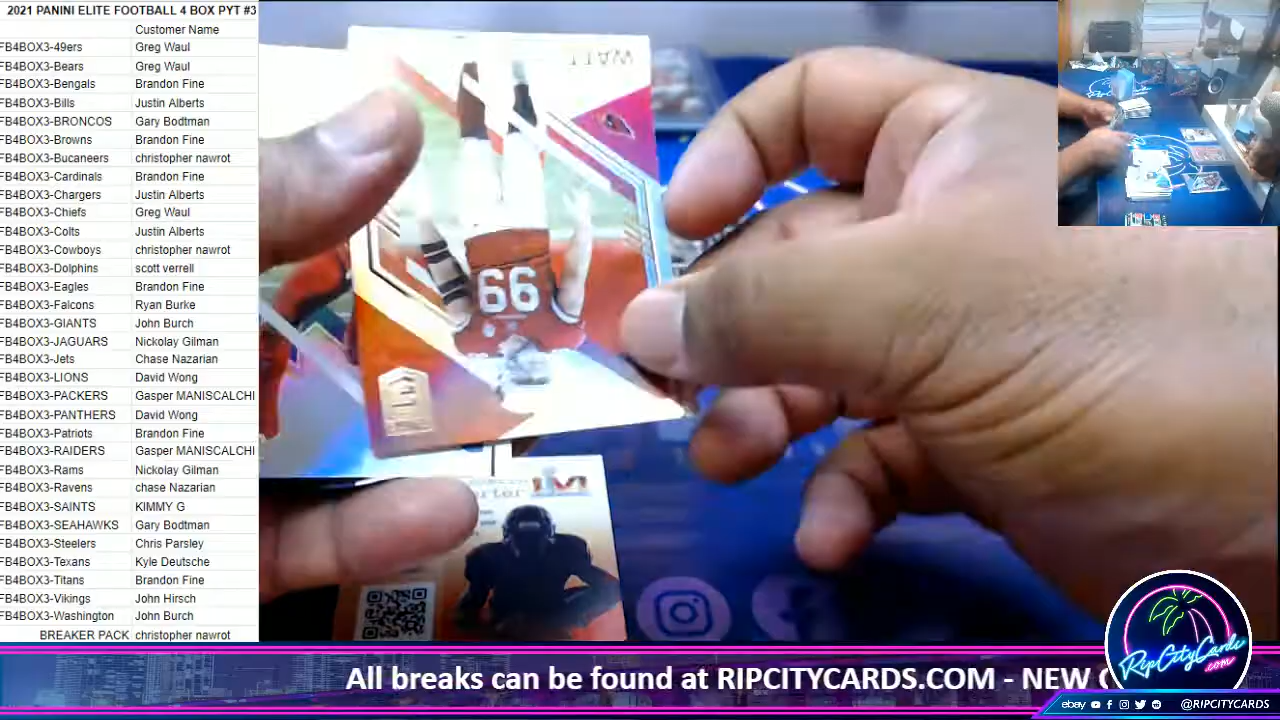 2021 PANINI ELITE FOOTBALL 4 BOX PYT #3
Customer Name
FB4BOX3-49ers Greg Waul
FB4BOX3-Bears Greg Waul
FB4BOX3-Bengals Brandon Fine
FB4BOX3-Bills Justin Alberts
FB4BOX3-BRONCOS Gary Bodtman
FB4BOX3-Browns Brandon Fine
FB4BOX3-Bucaneers christopher nawrot
FB4BOX3-Cardinals Brandon Fine
FB4BOX3-Chargers Justin Alberts
FB4BOX3-Chiefs Greg Waul
FB4BOX3-Colts Justin Alberts
FB4BOX3-Cowboys christopher nawrot
FB4BOX3-Dolphins scott verrell
FB4BOX3-Eagles Brandon Fine
FB4BOX3-Falcons Ryan Burke
FB4BOX3-GIANTS John Burch
FB4BOX3-JAGUARS Nickolay Gilman
FB4BOX3-Jets Chase Nazarian
FB4BOX3-LIONS David Wong
FB4BOX3-PACKERS Gasper MANISCALCHI
FB4BOX3-PANTHERS David Wong
FB4BOX3-Patriots Brandon Fine
FB4BOX3-RAIDERS Gasper MANISCALCHI
FB4BOX3-Rams Nickolay Gilman
FB4BOX3-Ravens chase Nazarian
FB4BOX3-SAINTS KIMMY G
FB4BOX3-SEAHAWKS Gary Bodtman
FB4BOX3-Steelers Chris Parsley
FB4BOX3-Texans Kyle Deutsche
FB4BOX3-Titans Brandon Fine
FB4BOX3-Vikings John Hirsch
FB4BOX3-Washington John Burch
BREAKER PACK christopher nawrot
WATT
66
LVI
RipCityCards
.com
All breaks can be found at RIPCITYCARDS.COM - NEW
ebay @RIPCITYCARDS